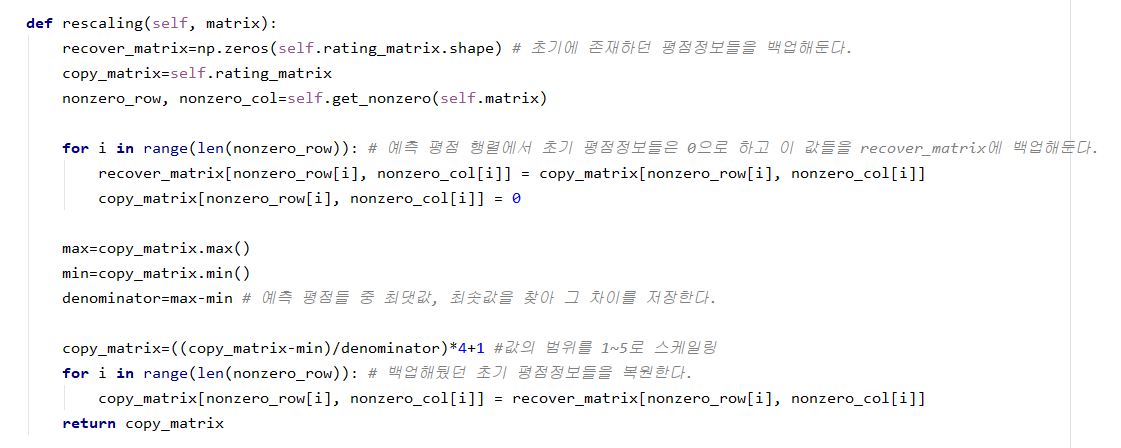 def rescaling(self, matrix):
    recover_matrix=np.zeros(self.rating_matrix.shape) # 초기에 존재하던 평점정보들을 백업해둔다.
    copy_matrix=self.rating_matrix
    nonzero_row, nonzero_col=self.get_nonzero(self.matrix)

    for i in range(len(nonzero_row)): # 예측 평점 행렬에서 초기 평점정보들은 0으로 하고 이 값들을 recover_matrix에 백업해둔다.
        recover_matrix[nonzero_row[i], nonzero_col[i]] = copy_matrix[nonzero_row[i], nonzero_col[i]]
        copy_matrix[nonzero_row[i], nonzero_col[i]] = 0

    max=copy_matrix.max()
    min=copy_matrix.min()
    denominator=max-min # 예측 평점들 중 최댓값, 최솟값을 찾아 그 차이를 저장한다.

    copy_matrix=((copy_matrix-min)/denominator)*4+1 #값의 범위를 1~5로 스케일링
    for i in range(len(nonzero_row)): # 백업해뒀던 초기 평점정보들을 복원한다.
        copy_matrix[nonzero_row[i], nonzero_col[i]] = recover_matrix[nonzero_row[i], nonzero_col[i]]
    return copy_matrix